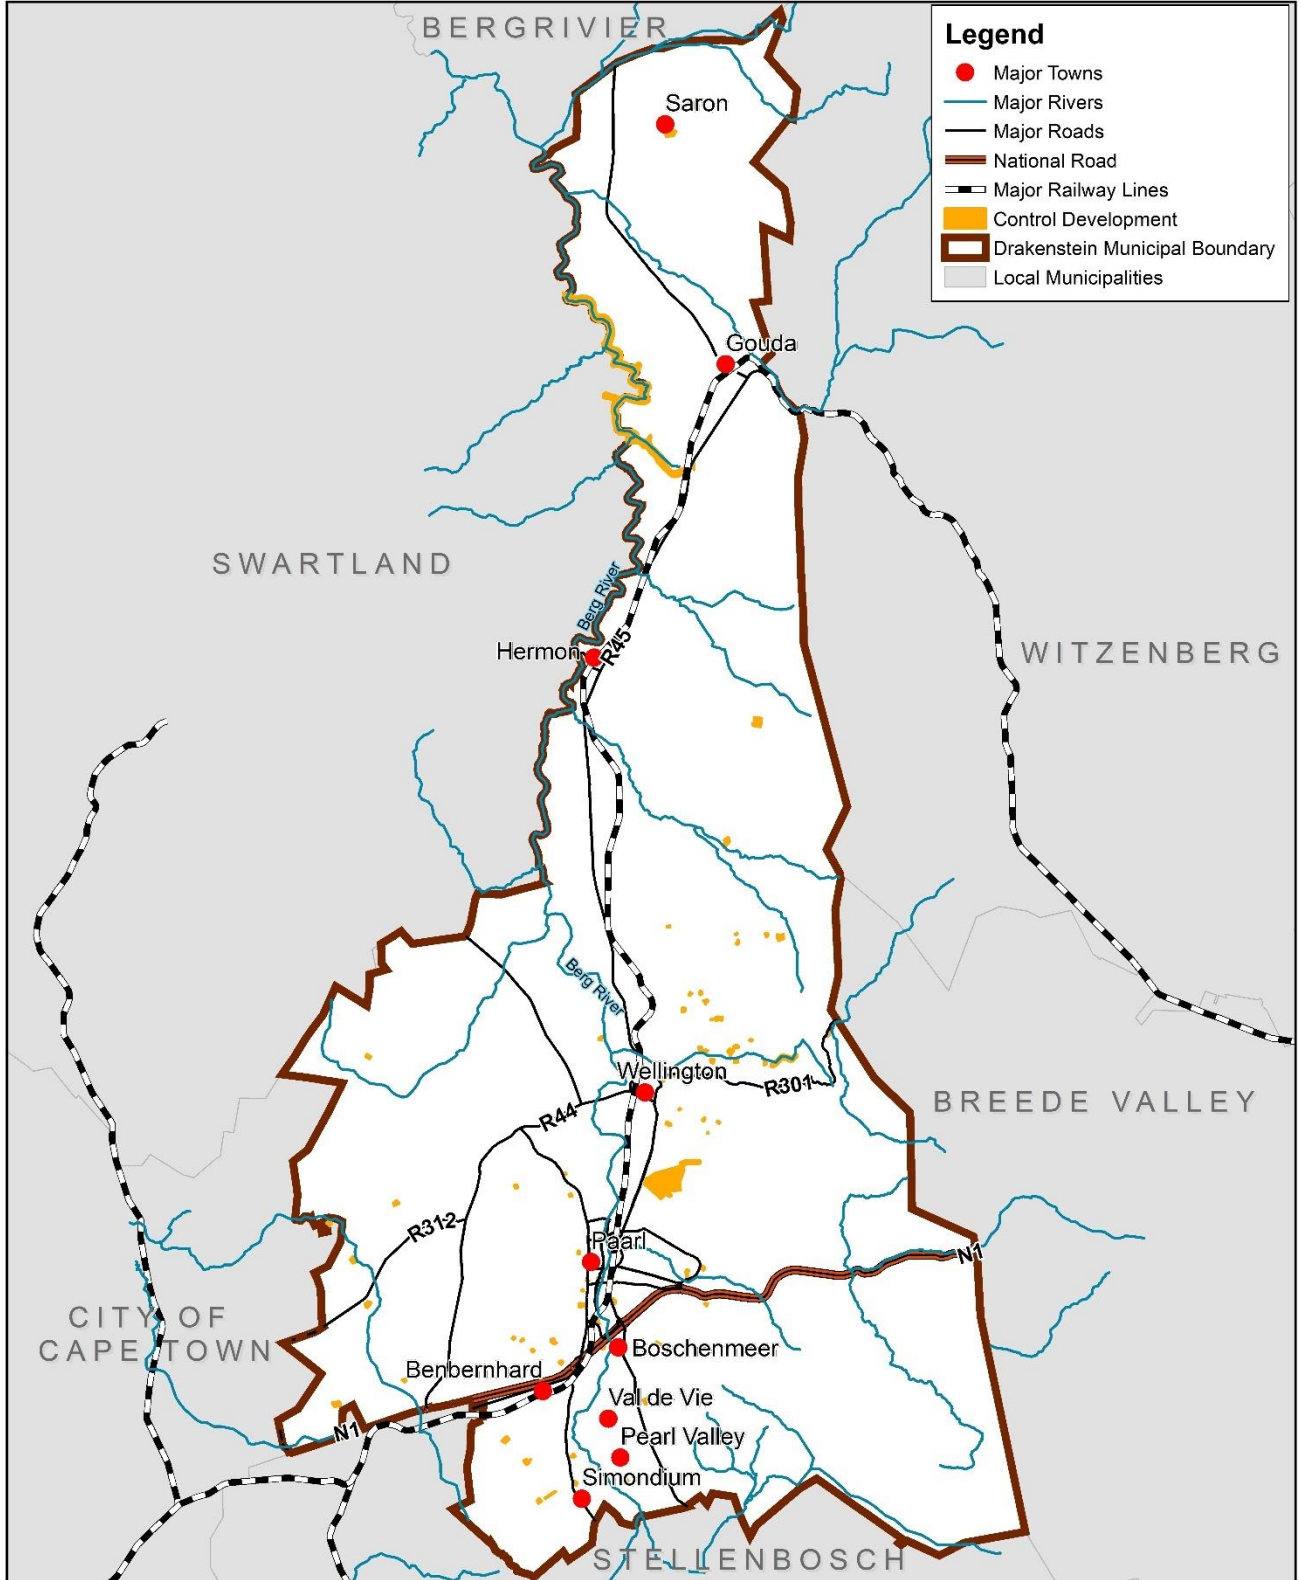 BERGRIVIER
Legend
Major Towns
Major Rivers
Major Roads
National Road
Major Railway Lines
Control Development
Drakenstein Municipal Boundary
Local Municipalities
Saron
Gouda
SWARTLAND
Berg River
Hermon
R45
WITZENBERG
Berg River
Wellington
R301
BREEDE VALLEY
R44
R312
Paarl
N1
CITY OF
CAPE TOWN
Boschenmeer
Benbernhard
Val de Vie
N1
Pearl Valley
Simondium
STELLENBOSCH